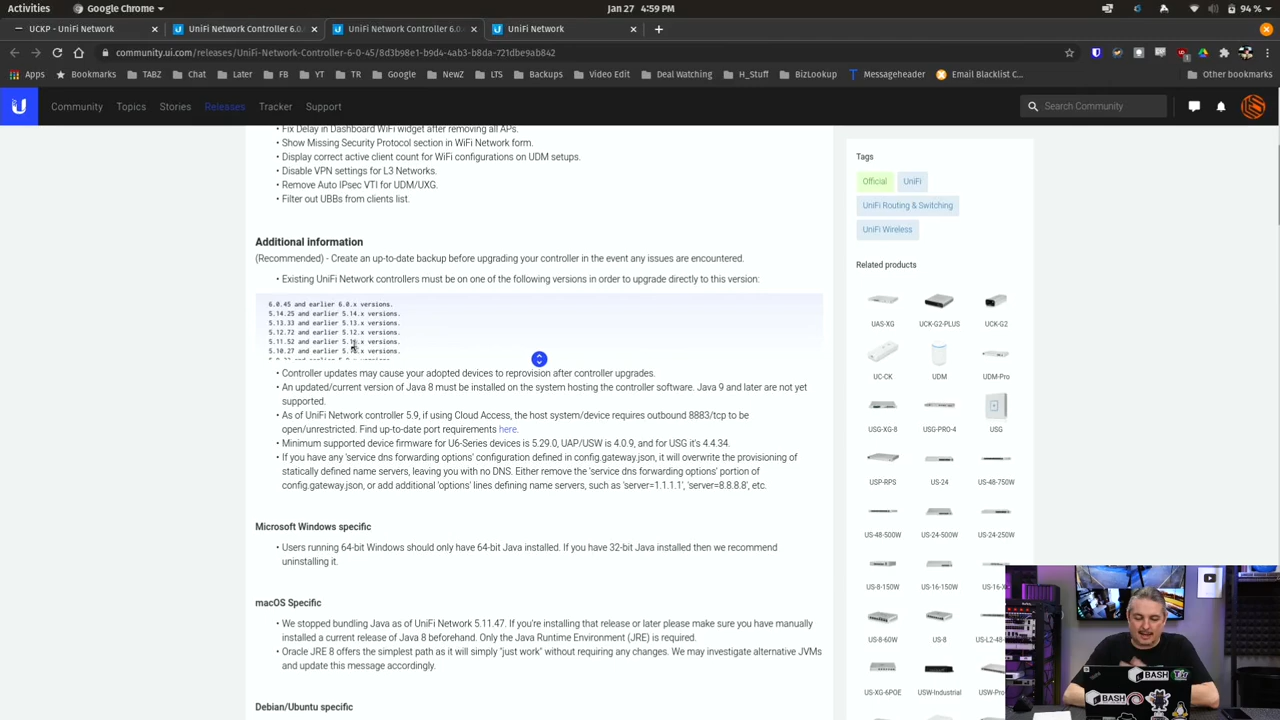 Activities
Google Chrome
Jan 27 4:59 PM
94 %
UCKP - UniFi Network
UniFi Network Controller 6.0.
UniFi Network Controller 6.0.
UniFi Network
community.ui.com/releases/UniFi-Network-Controller-6-0-45/8d3b98e1-b9d4-4ab3-b8da-721dbe9ab842
Apps
Bookmarks
TABZ
Chat
Later
FB
YT
TR
Google
NewZ
LTS
Backups
Video Edit
Deal Watching
H_Stuff
BizLookup
Messageheader
Email Blacklist C...
Other bookmarks
Community
Topics
Stories
Releases
Tracker
Support
Search Community
• Fix Delay in Dashboard WiFi widget after removing all APs.
• Show Missing Security Protocol section in WiFi Network form.
• Display correct active client count for WiFi configurations on UDM setups.
• Disable VPN settings for L3 Networks.
• Remove Auto IPsec VTI for UDM/UXG.
• Filter out UBBs from clients list.
Additional information
(Recommended) - Create an up-to-date backup before upgrading your controller in the event any issues are encountered.
• Existing UniFi Network controllers must be on one of the following versions in order to upgrade directly to this version:
6.0.45 and earlier 6.0.x versions.
5.14.25 and earlier 5.14.x versions.
5.13.33 and earlier 5.13.x versions.
5.12.72 and earlier 5.12.x versions.
5.11.52 and earlier 5.11.x versions.
5.10.27 and earlier 5.10.x versions.
• Controller updates may cause your adopted devices to reprovision after controller upgrades.
• An updated/current version of Java 8 must be installed on the system hosting the controller software. Java 9 and later are not yet
supported.
• As of UniFi Network controller 5.9, if using Cloud Access, the host system/device requires outbound 8883/tcp to be
open/unrestricted. Find up-to-date port requirements here.
• Minimum supported device firmware for U6-Series devices is 5.29.0, UAP/USW is 4.0.9, and for USG it's 4.4.34.
• If you have any 'service dns forwarding options' configuration defined in config.gateway.json, it will overwrite the provisioning of
statically defined name servers, leaving you with no DNS. Either remove the 'service dns forwarding options' portion of
config.gateway.json, or add additional 'options' lines defining name servers, such as 'server=1.1.1.1', 'server=8.8.8.8', etc.
Microsoft Windows specific
• Users running 64-bit Windows should only have 64-bit Java installed. If you have 32-bit Java installed then we recommend
uninstalling it.
macOS Specific
• We stopped bundling Java as of UniFi Network 5.11.47. If you're installing that release or later please make sure you have manually
installed a current release of Java 8 beforehand. Only the Java Runtime Environment (JRE) is required.
• Oracle JRE 8 offers the simplest path as it will simply "just work" without requiring any changes. We may investigate alternative JVMs
and update this message accordingly.
Debian/Ubuntu specific
Tags
Official
UniFi
UniFi Routing & Switching
UniFi Wireless
Related products
UAS-XG
UCK-G2-PLUS
UCK-G2
UC-CK
UDM
UDM-Pro
USG-XG-8
USG-PRO-4
USG
USP-RPS
US-24
US-48-750W
US-48-500W
US-24-500W
US-24-250W
US-8-150W
US-16-150W
US-16-X
US-8-60W
US-8
US-L2-48-
US-XG-6POE
USW-Industrial
USW-Pro
BASH
BASH